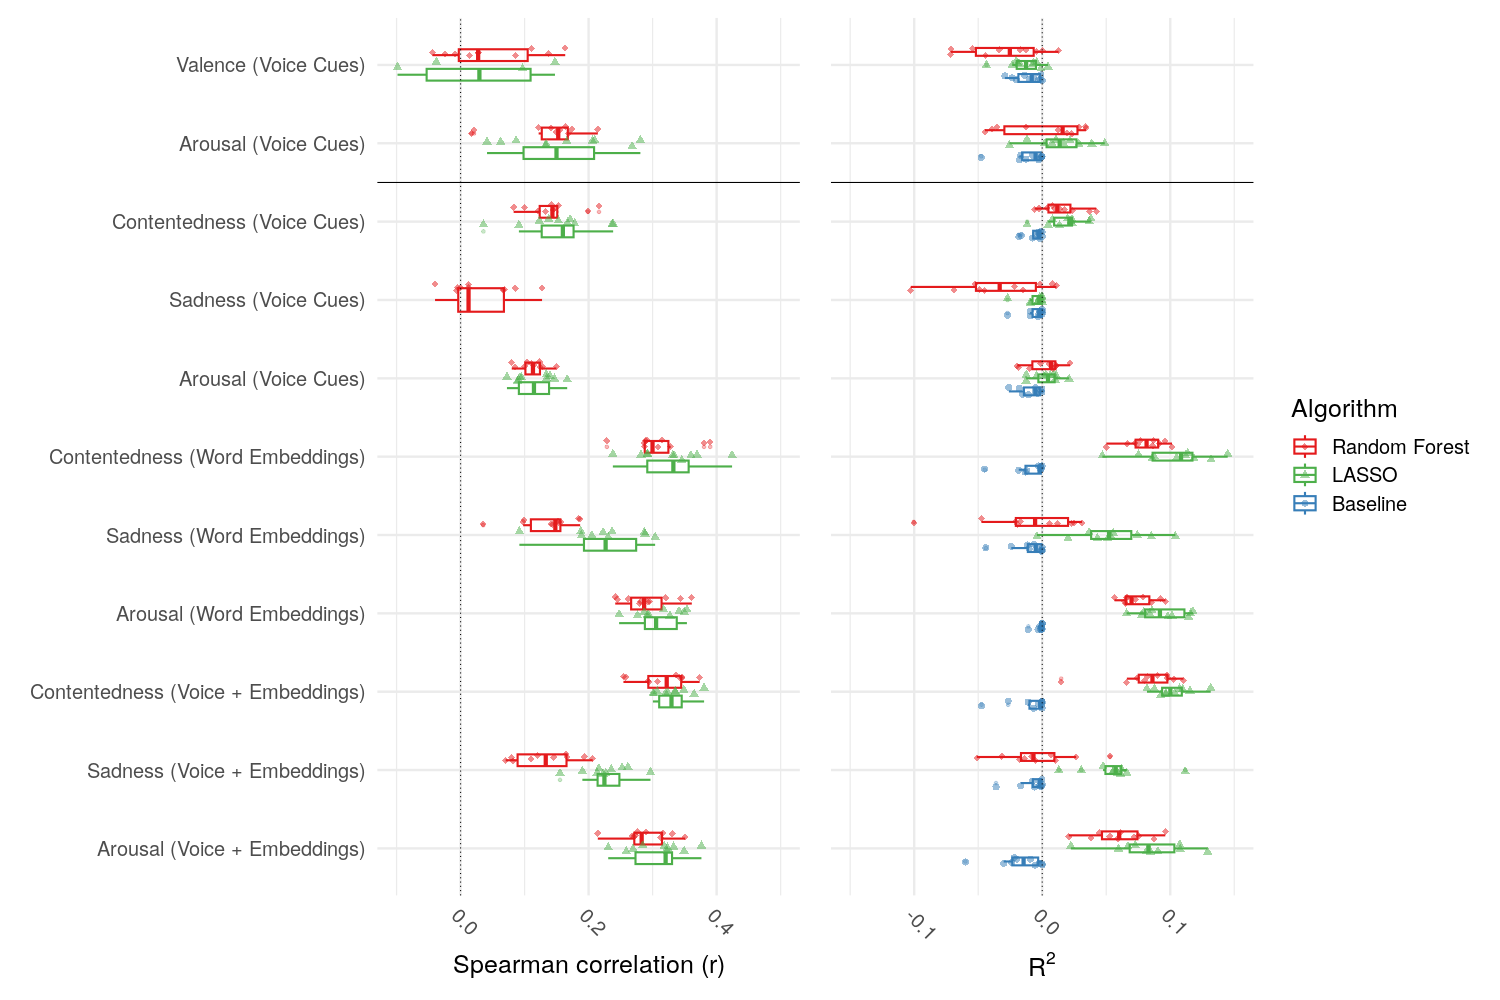 Valence (Voice Cues)
Arousal (Voice Cues)
Contentedness (Voice Cues)
Sadness (Voice Cues)
Arousal (Voice Cues)
Contentedness (Word Embeddings)
Sadness (Word Embeddings)
Arousal (Word Embeddings)
Contentedness (Voice + Embeddings)
Sadness (Voice + Embeddings)
Arousal (Voice + Embeddings)
0.0 0.2 0.4
Spearman correlation (r)
-0.1 0.0 0.1
R²
Algorithm
Random Forest
LASSO
Baseline